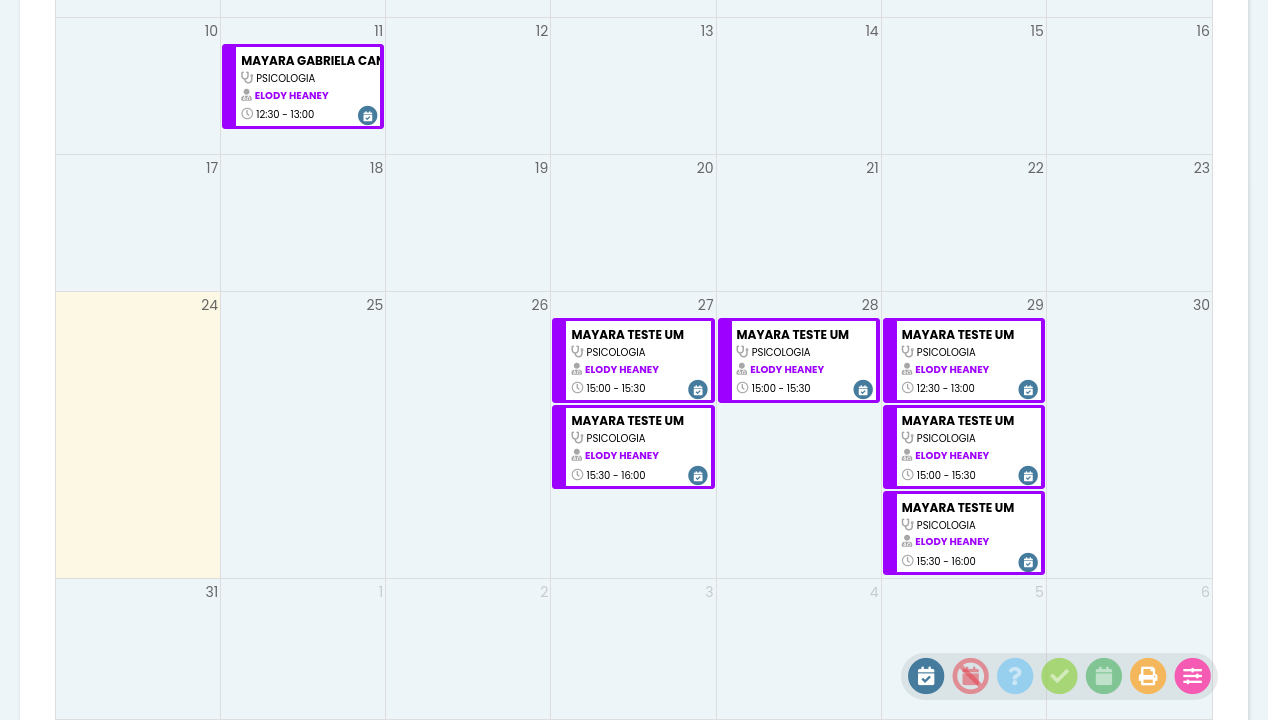 10 11 12 13 14 15 16
MAYARA GABRIELA
PSICOLOGIA
ELODY HEANEY
12:30 - 13:00
17 18 19 20 21 22 23
24 25 26 27 28 29 30
MAYARA TESTE UM
PSICOLOGIA
ELODY HEANEY
15:00 - 15:30
MAYARA TESTE UM
PSICOLOGIA
ELODY HEANEY
15:30 - 16:00
MAYARA TESTE UM
PSICOLOGIA
ELODY HEANEY
15:00 - 15:30
MAYARA TESTE UM
PSICOLOGIA
ELODY HEANEY
12:30 - 13:00
MAYARA TESTE UM
PSICOLOGIA
ELODY HEANEY
15:00 - 15:30
MAYARA TESTE UM
PSICOLOGIA
ELODY HEANEY
15:30 - 16:00
31 1 2 3 4 5 6
?